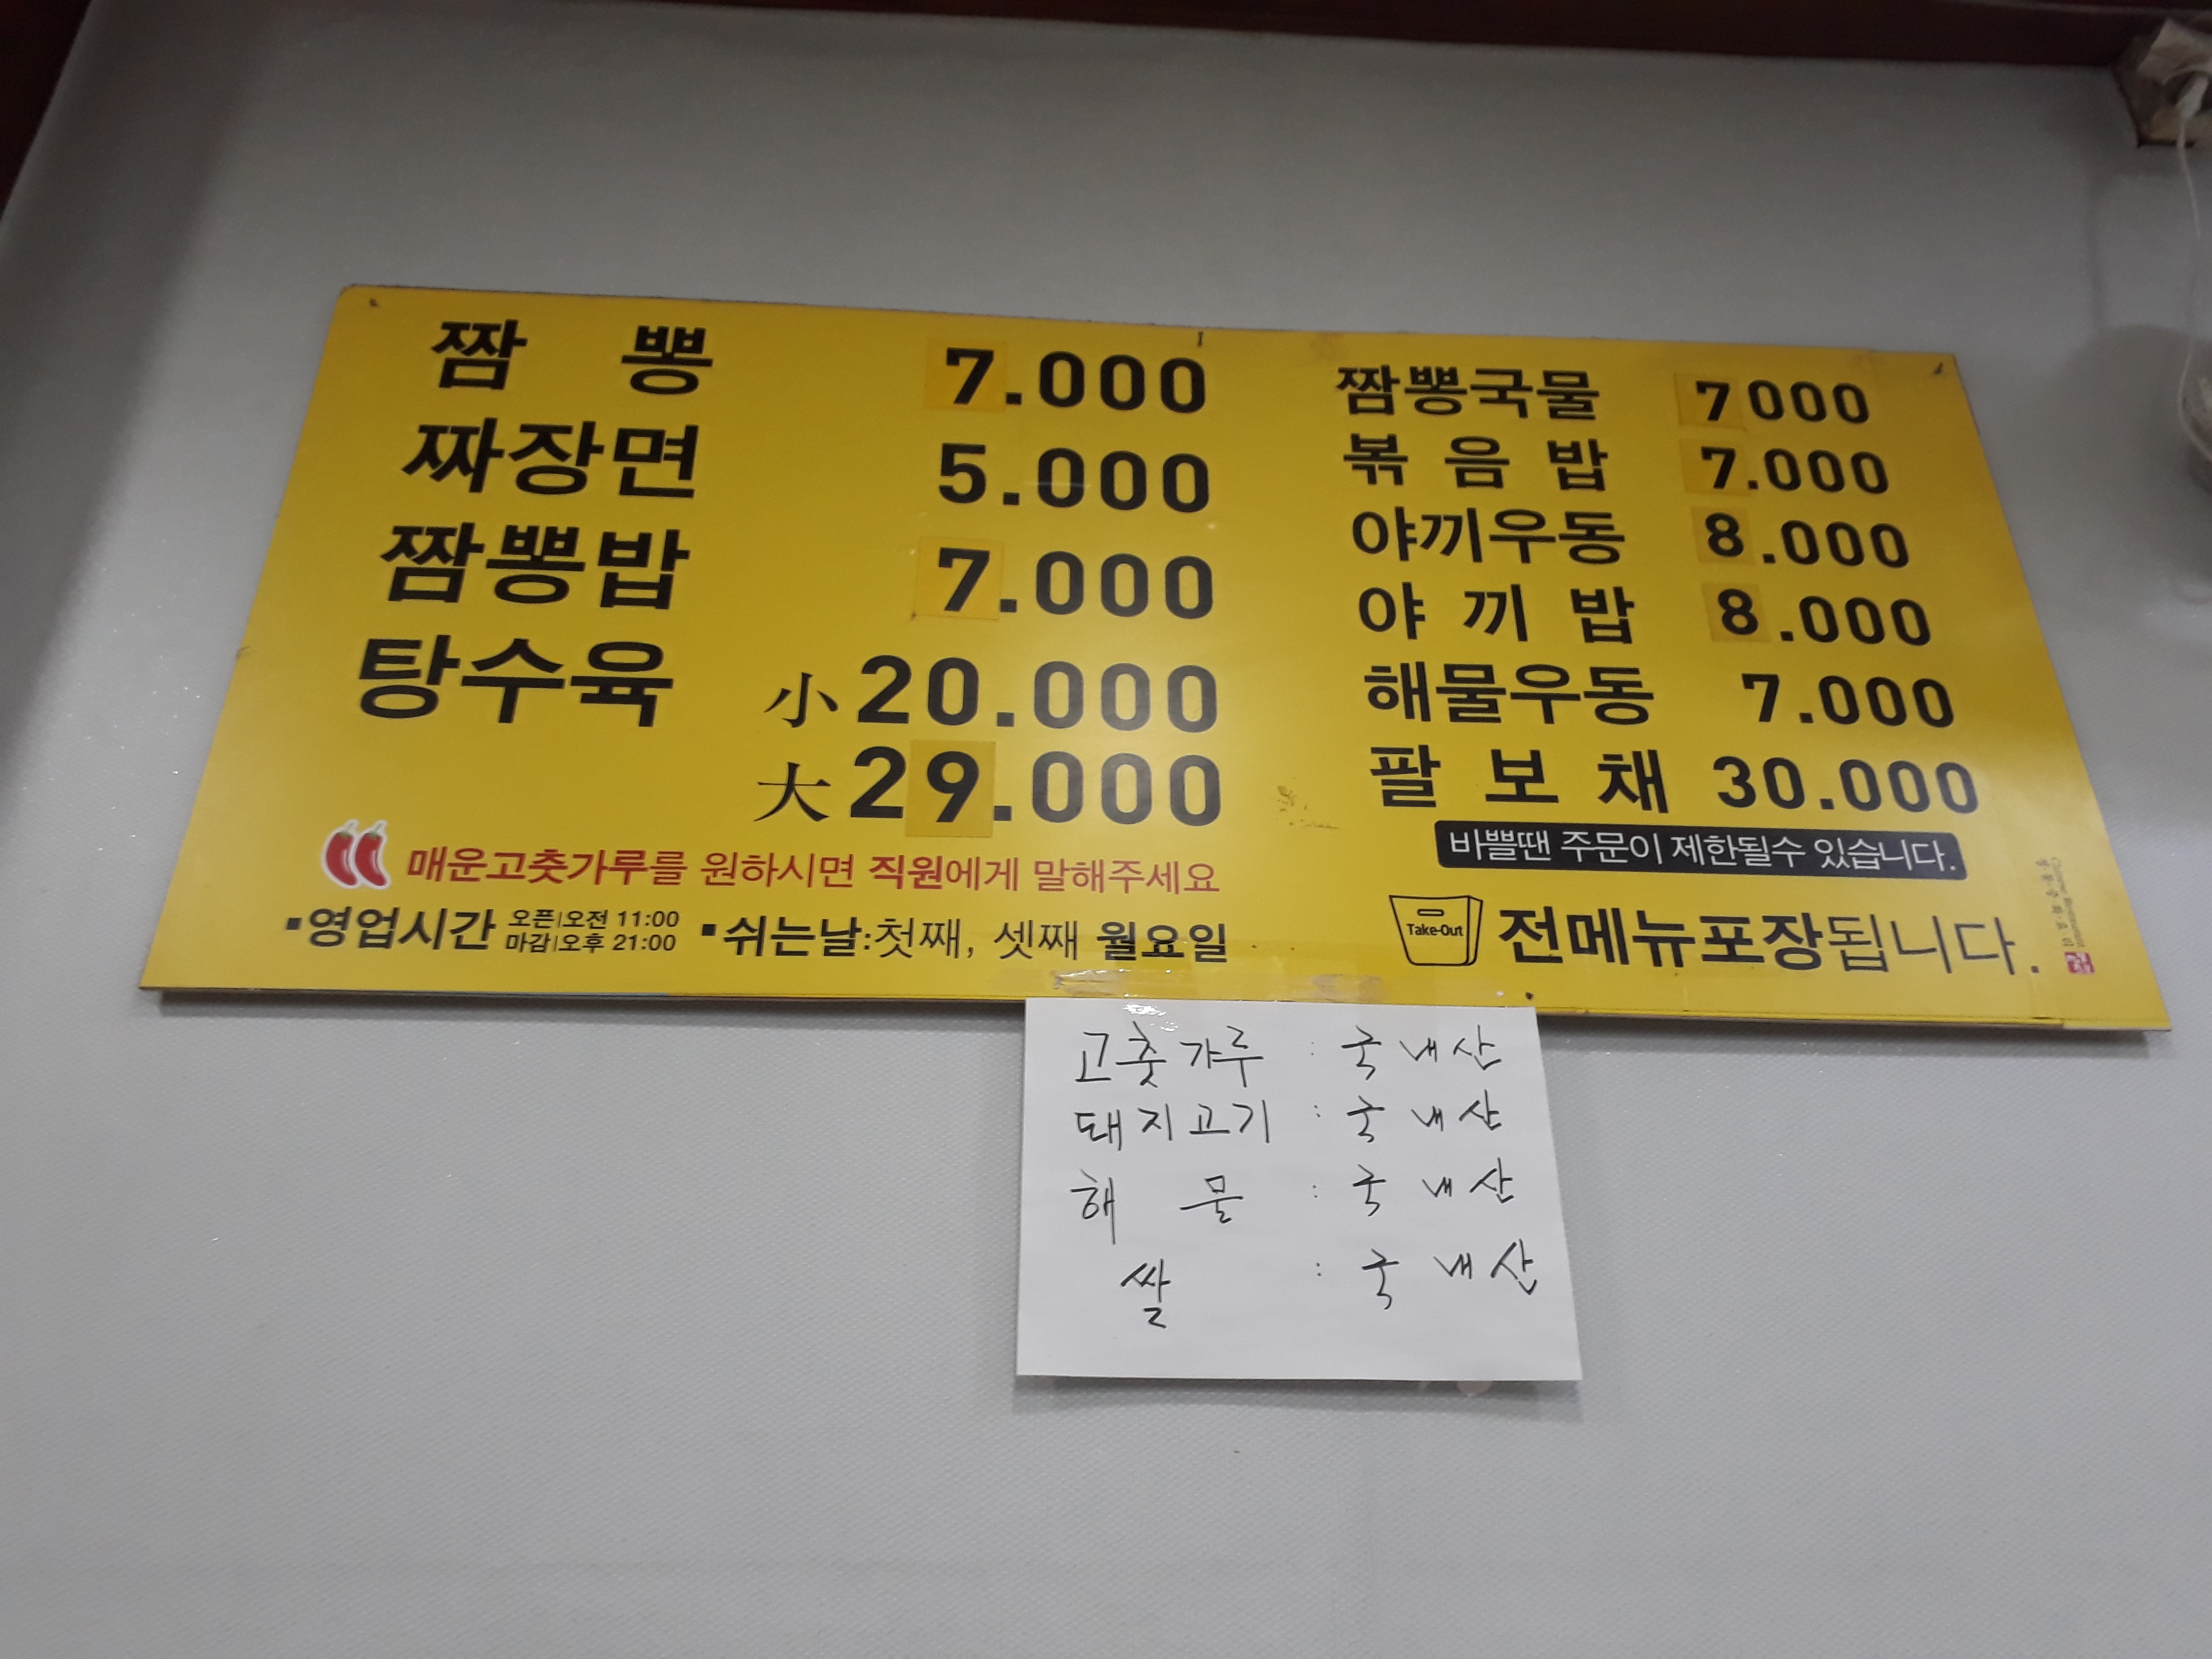 짬 뽕 7.000
짜장면 5.000
짬뽕밥 7.000
탕수육 小 20.000
大 29.000
매운고춧가루를 원하시면 직원에게 말해주세요
▪영업시간 오픈|오전 11:00
마감|오후 21:00
▪쉬는날:첫째, 셋째 월요일
짬뽕국물 7000
볶 음 밥 7.000
야끼우동 8.000
야 끼 밥 8.000
해물우동 7.000
팔 보 채 30.000
바쁠땐 주문이 제한될수 있습니다.
Take-Out
전메뉴포장됩니다.
고춧가루 : 국내산
돼지고기 : 국내산
해 물 : 국내산
쌀 : 국내산